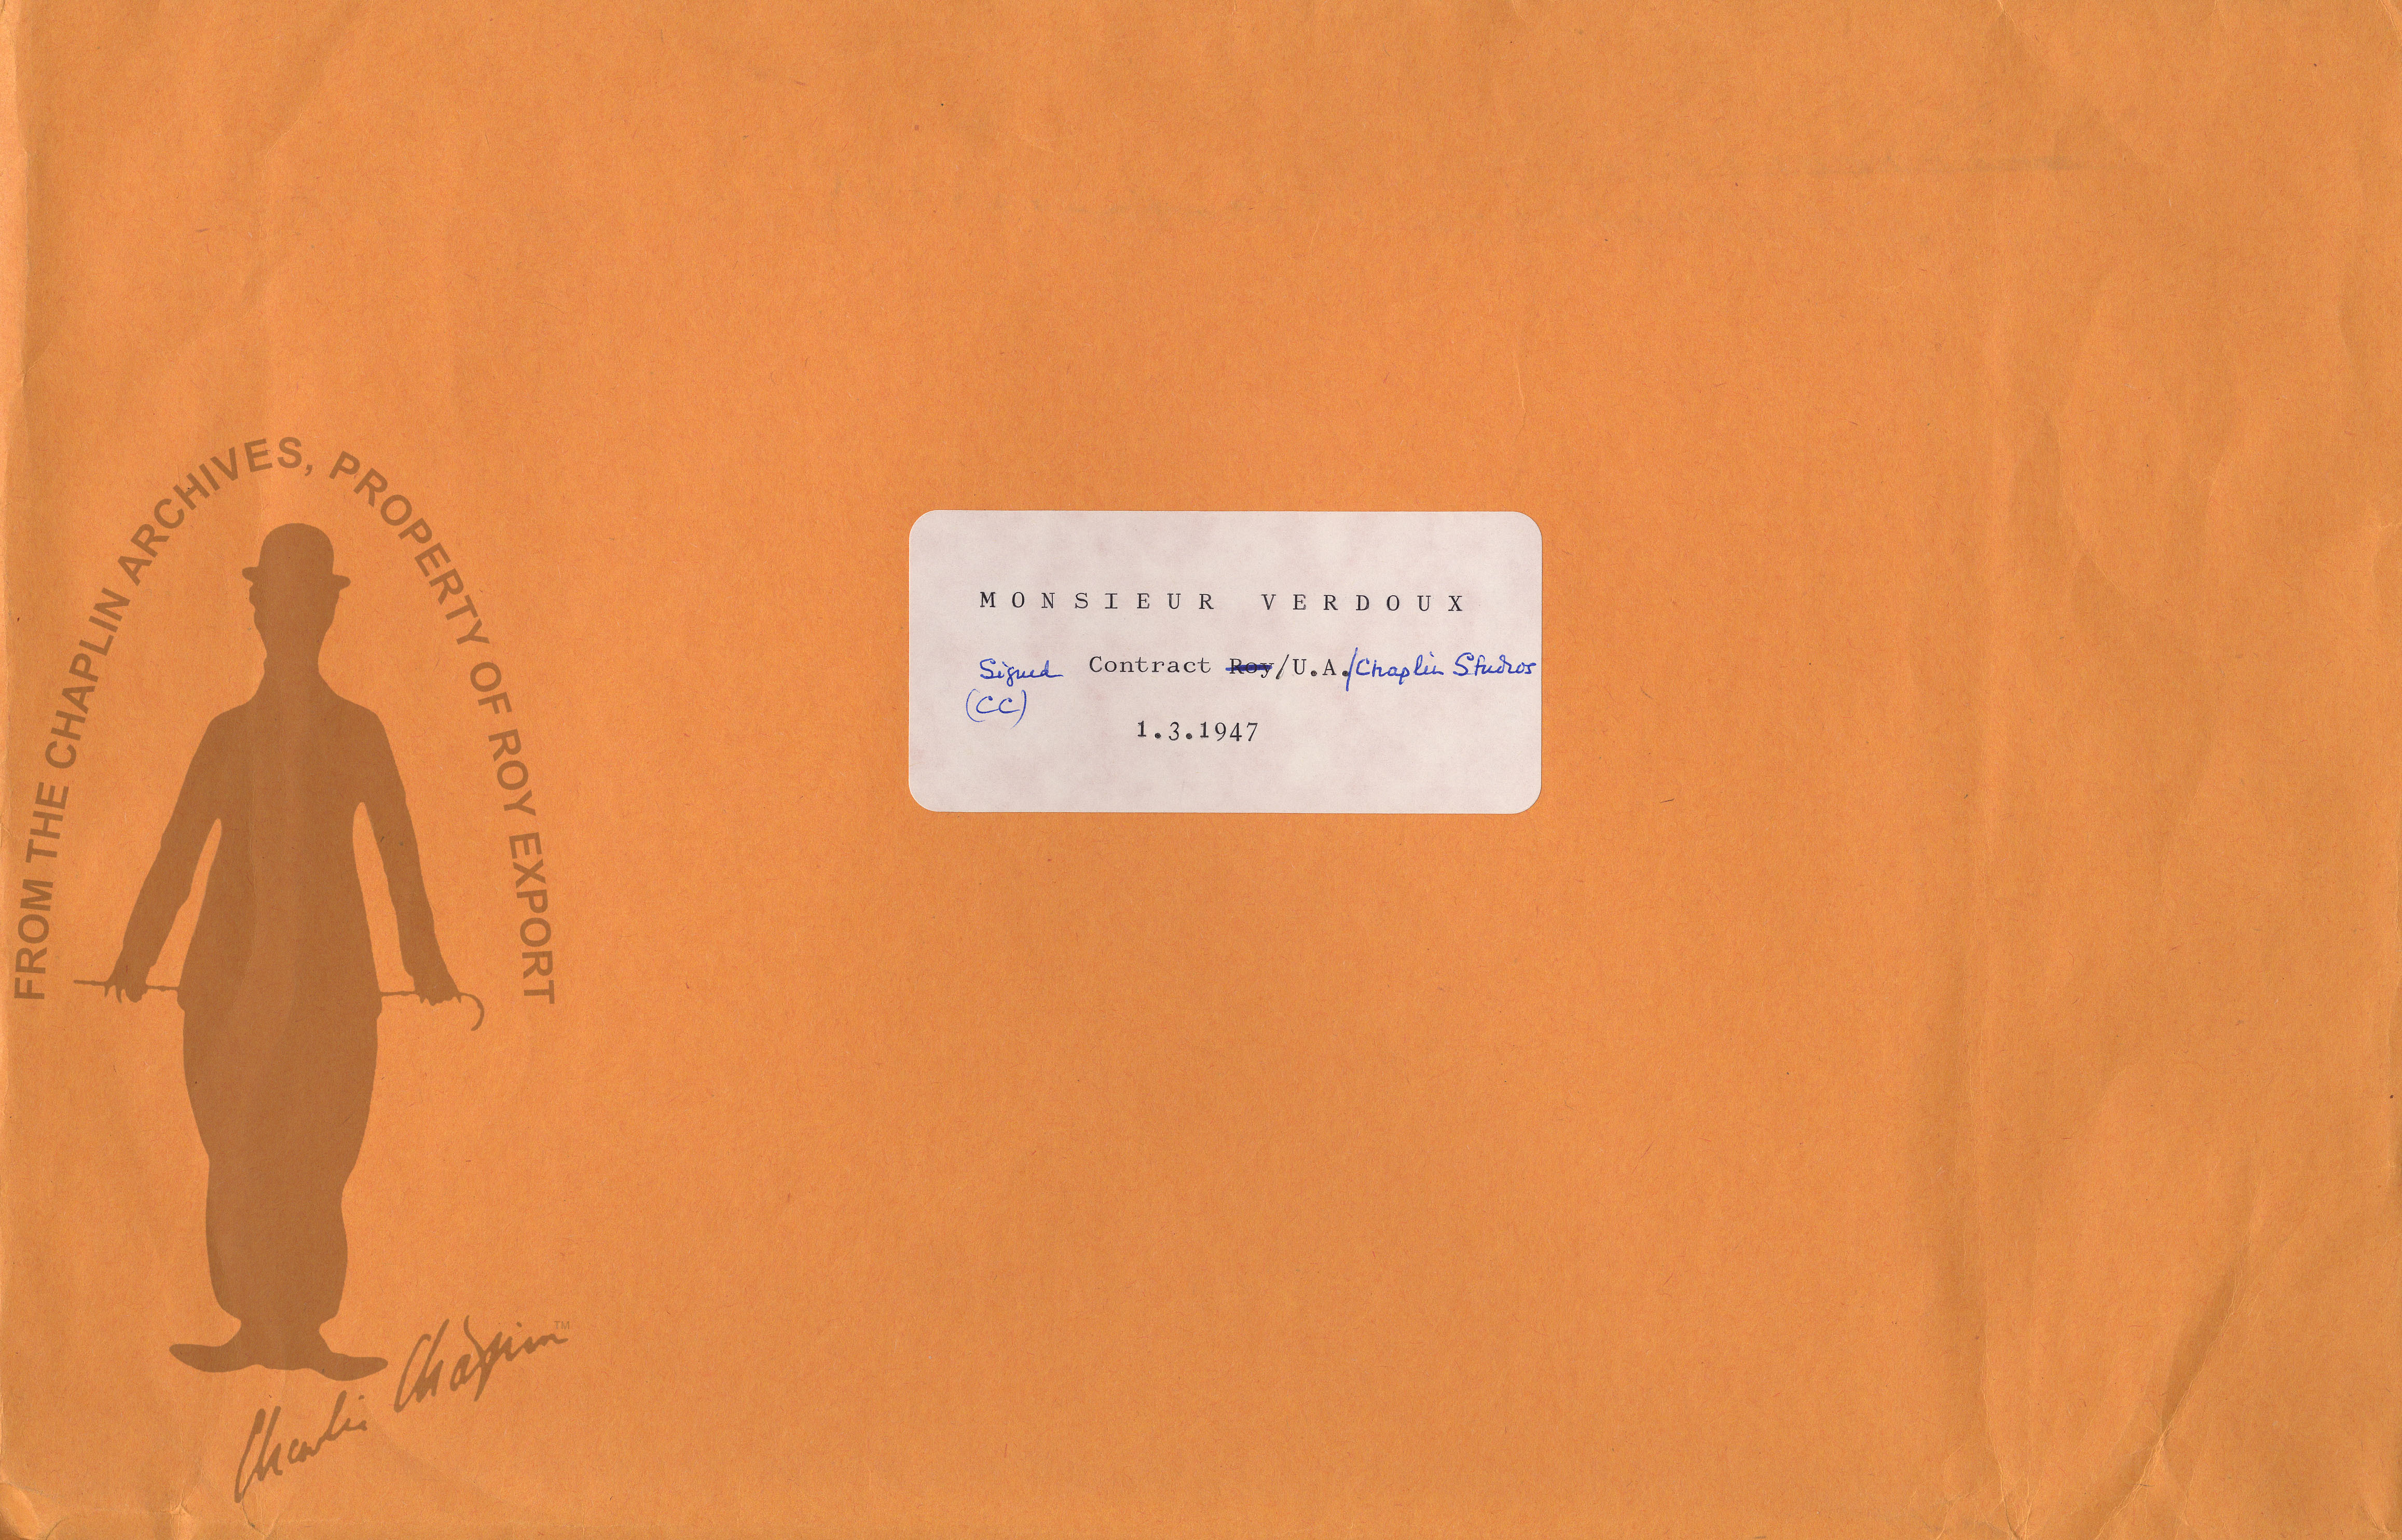 FROM THE CHAPLIN ARCHIVES, PROPERTY OF ROY EXPORT
MONSIEUR VERDOUX
Signed Contract Roy/U.A./Chaplin Studios
(CC)
1.3.1947
Charlie Chaplin™